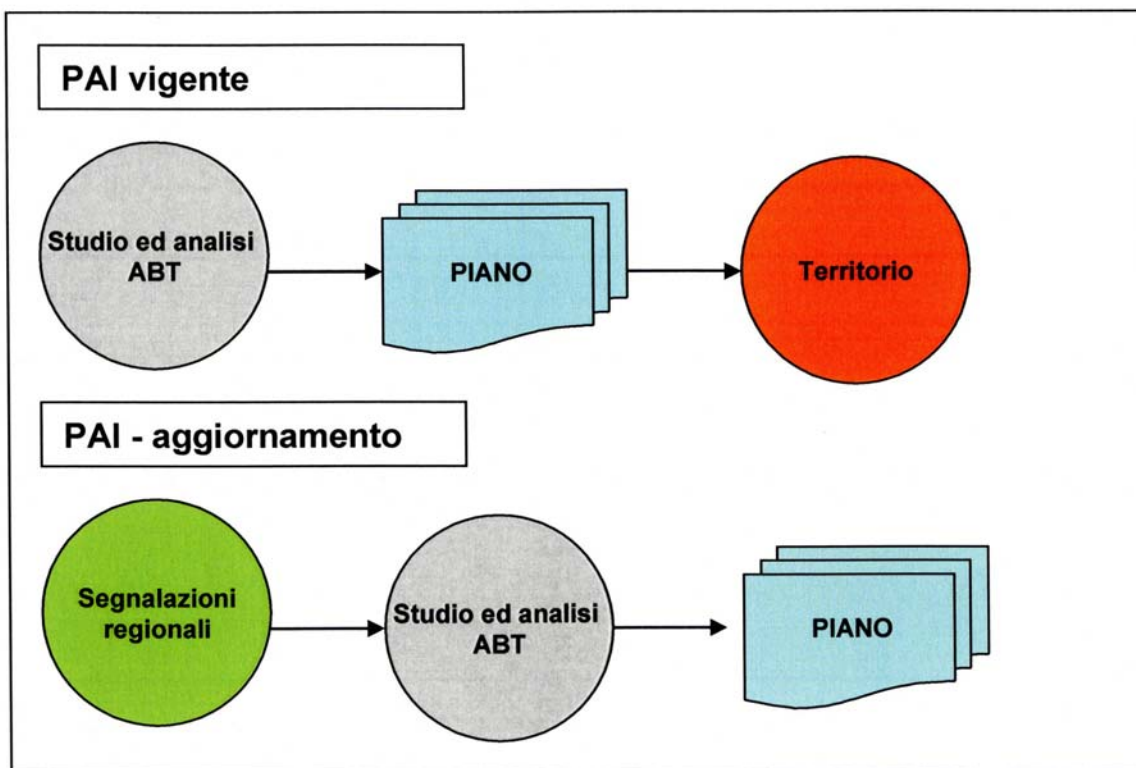 PAI vigente
Studio ed analisi
ABT
PIANO
Territorio
PAI - aggiornamento
Segnalazioni
regionali
Studio ed analisi
ABT
PIANO